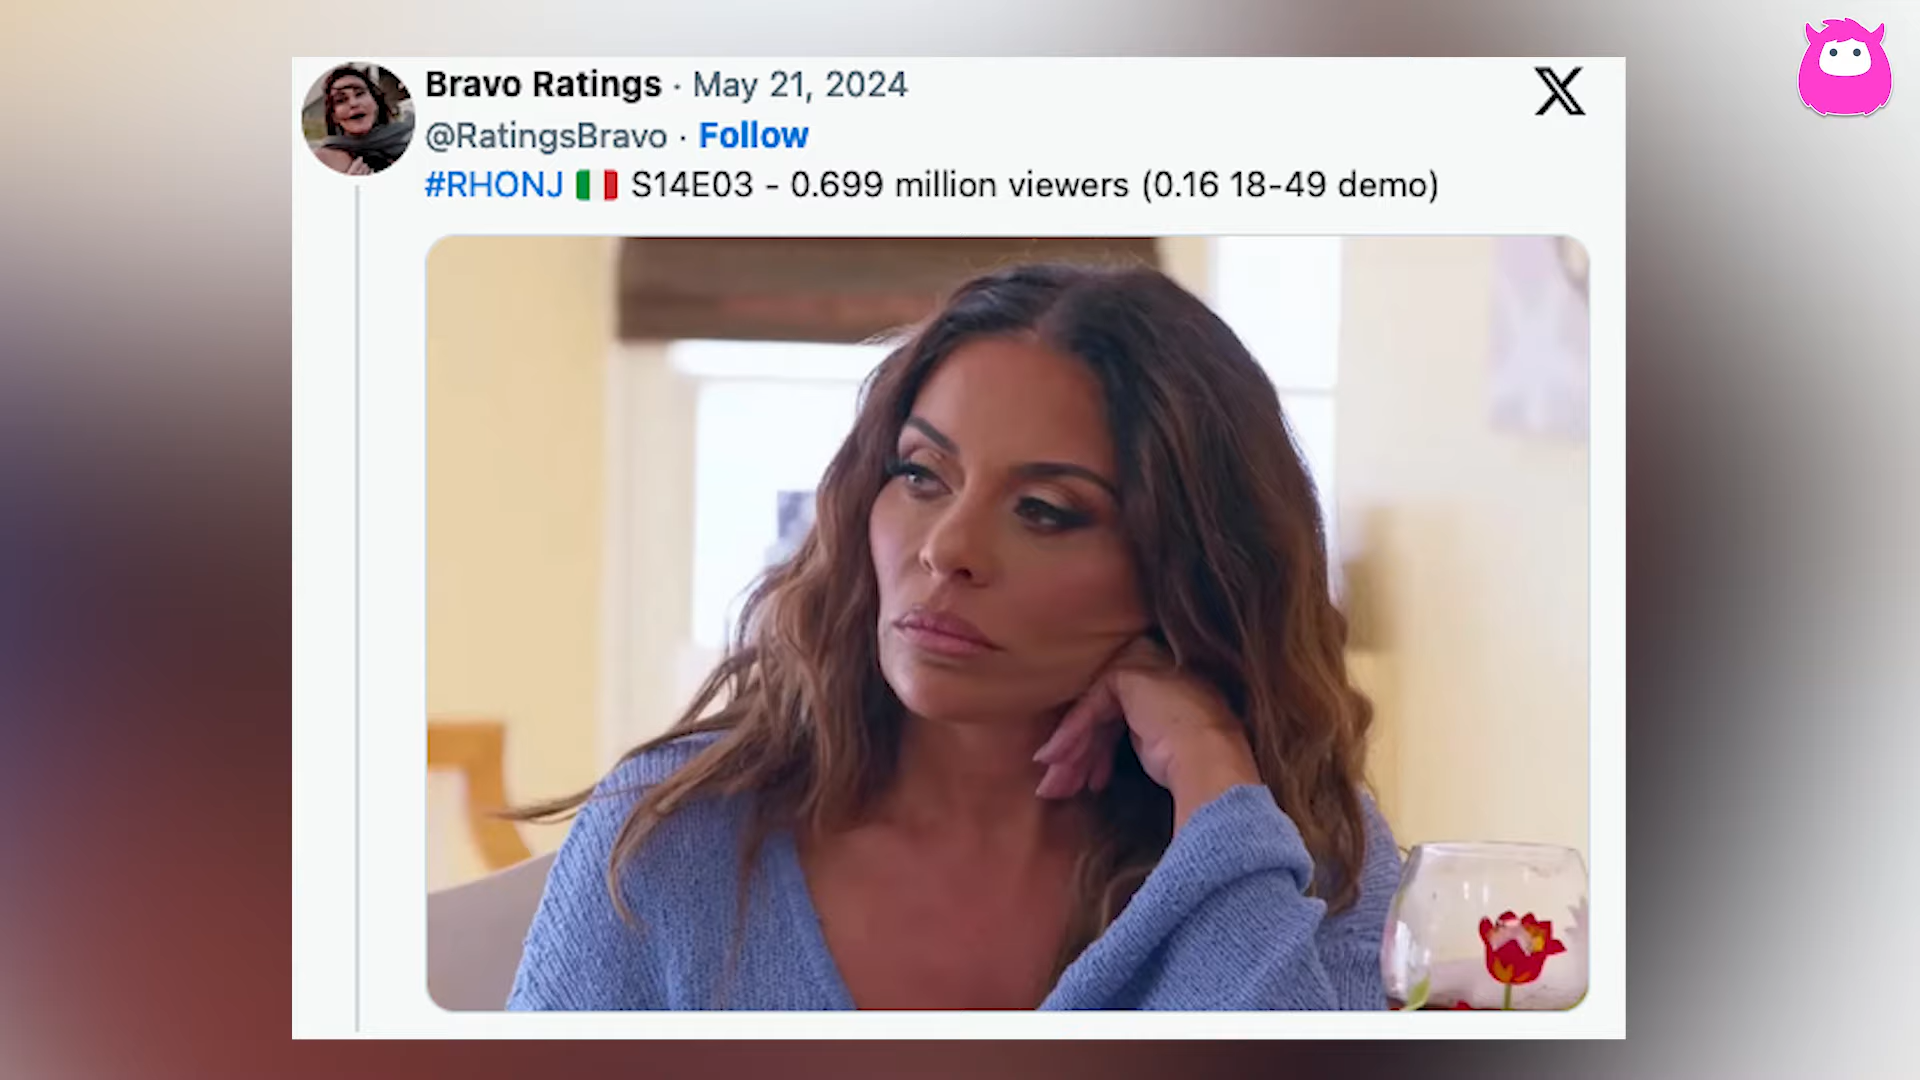 Bravo Ratings · May 21, 2024
@RatingsBravo · Follow
#RHONJ 🇮🇹 S14E03 - 0.699 million viewers (0.16 18-49 demo)